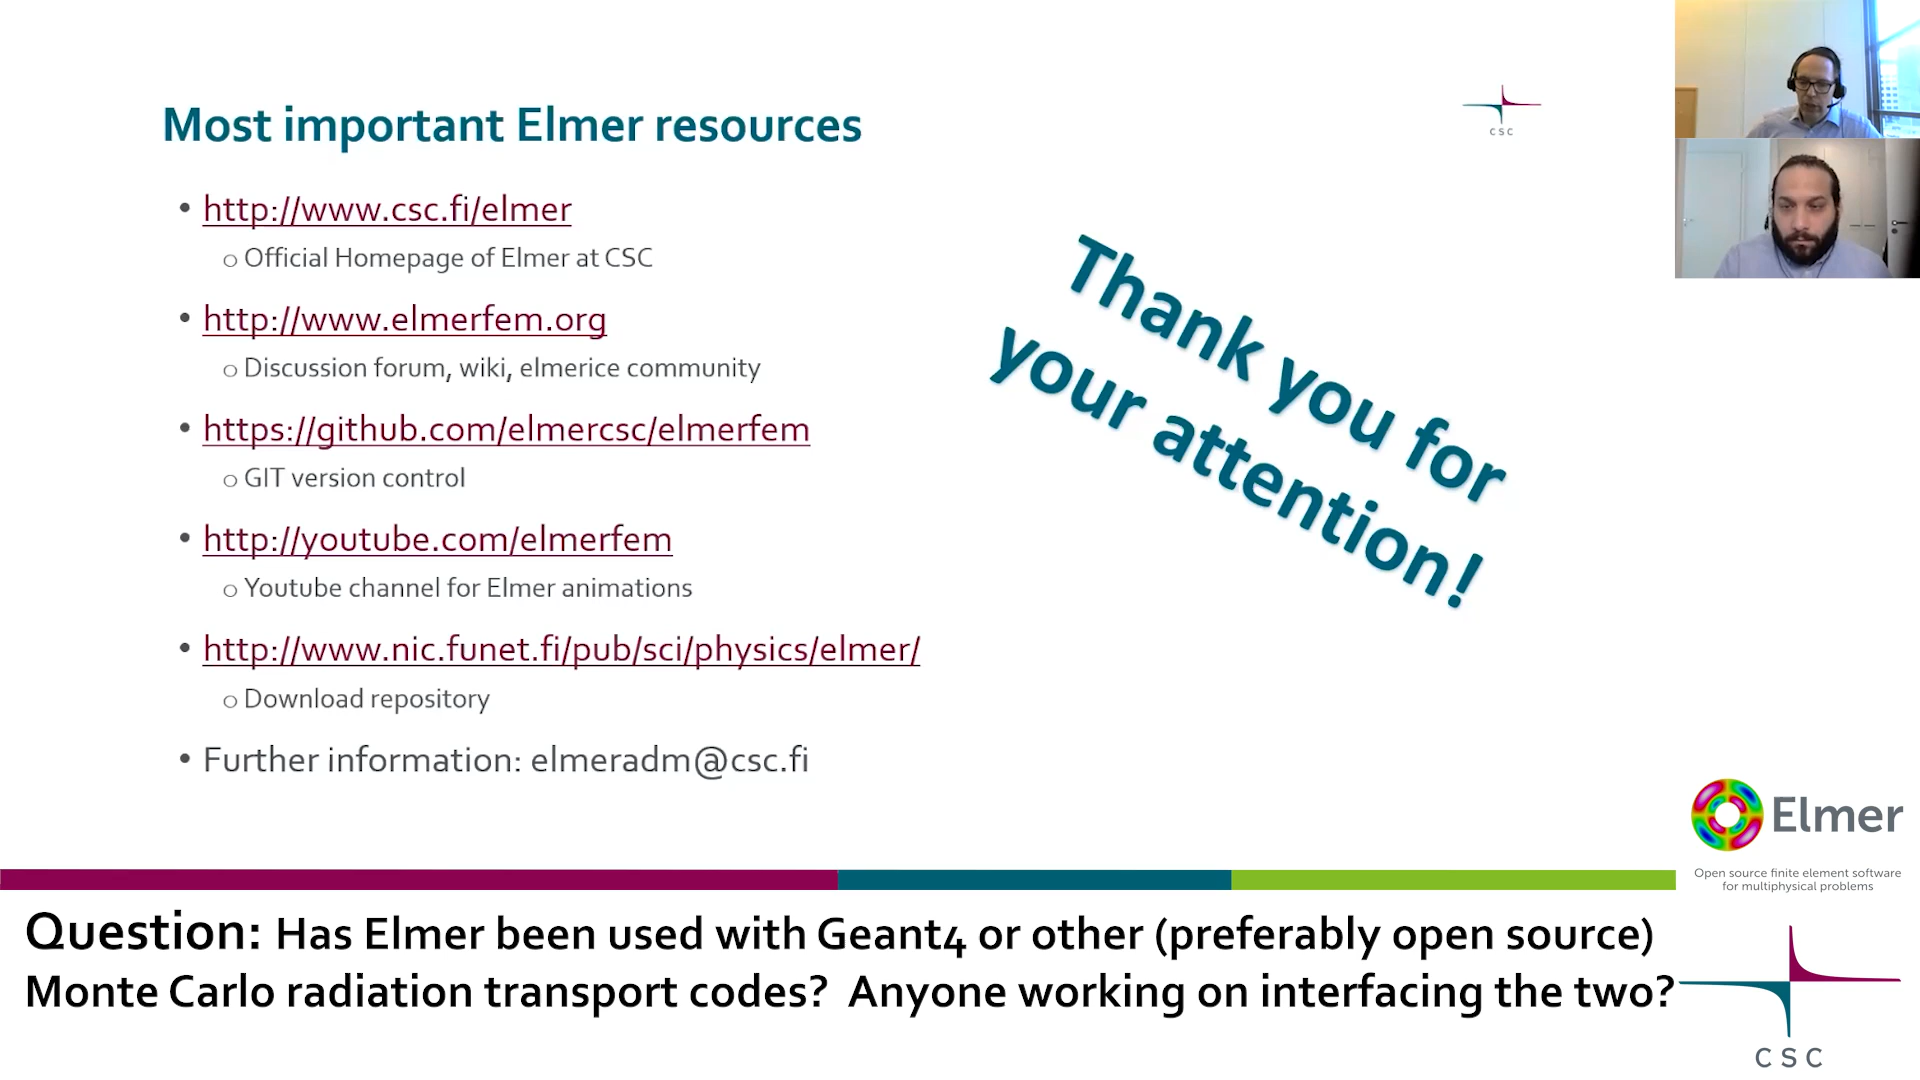 Most important Elmer resources
CSC
• http://www.csc.fi/elmer
o Official Homepage of Elmer at CSC
• http://www.elmerfem.org
o Discussion forum, wiki, elmerice community
• https://github.com/elmercsc/elmerfem
o GIT version control
• http://youtube.com/elmerfem
o Youtube channel for Elmer animations
• http://www.nic.funet.fi/pub/sci/physics/elmer/
o Download repository
• Further information: elmeradm@csc.fi
Thank you for
your attention!
Elmer
Open source finite element software
for multiphysical problems
Question: Has Elmer been used with Geant4 or other (preferably open source)
Monte Carlo radiation transport codes? Anyone working on interfacing the two?
CSC